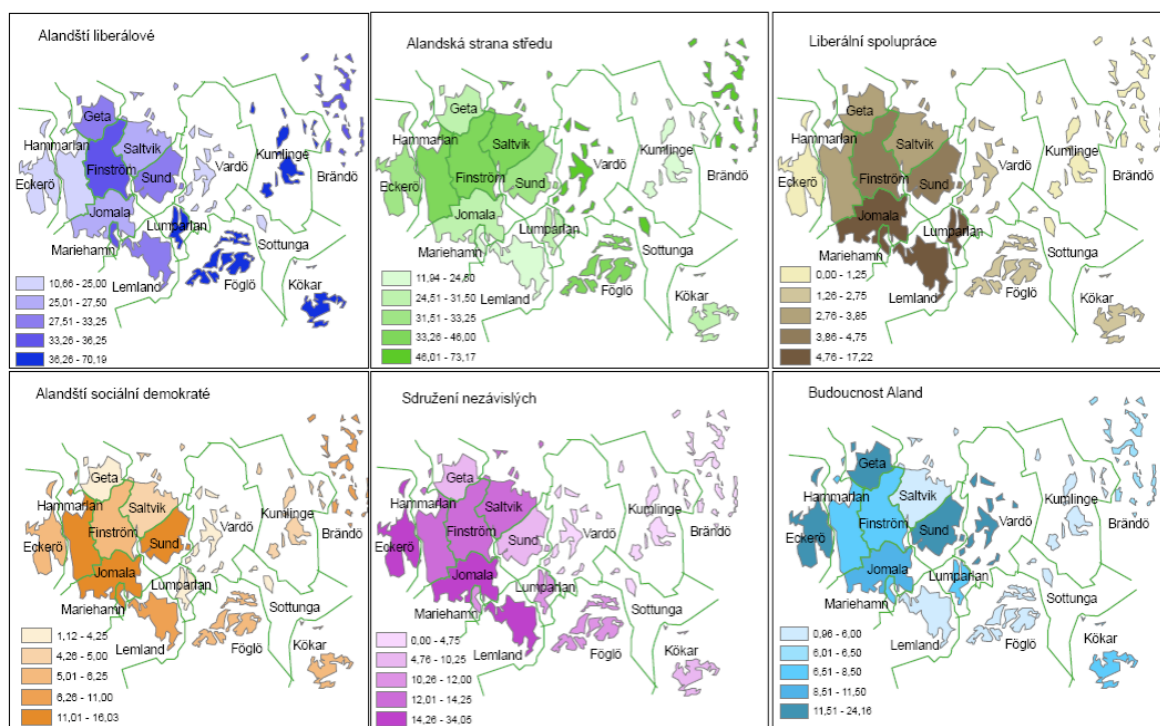 Alandští liberálové
Geta
Hammarlan
Saltvik
Finström
Eckerö
Sund
Vardö
Kumlinge
Brändö
Jomala
Lumparlan
Mariehamn
Sottunga
Lemland
Föglö
Kökar
10,66 - 25,00
25,01 - 27,50
27,51 - 33,25
33,26 - 36,25
36,26 - 70,19
Alandská strana středu
Geta
Hammarlan
Saltvik
Finström
Eckerö
Sund
Vardö
Kumlinge
Brändö
Jomala
Lumparlan
Mariehamn
Sottunga
Lemland
Föglö
Kökar
11,94 - 24,50
24,51 - 31,50
31,51 - 33,25
33,26 - 46,00
46,01 - 73,17
Liberální spolupráce
Geta
Hammarlan
Saltvik
Finström
Eckerö
Sund
Vardö
Kumlinge
Brändö
Jomala
Lumparlan
Mariehamn
Sottunga
Lemland
Föglö
Kökar
0,00 - 1,25
1,26 - 2,75
2,76 - 3,85
3,86 - 4,75
4,76 - 17,22
Alandští sociální demokraté
Geta
Hammarlan
Saltvik
Finström
Eckerö
Sund
Vardö
Kumlinge
Brändö
Jomala
Lumparlan
Mariehamn
Sottunga
Lemland
Föglö
Kökar
1,12 - 4,25
4,26 - 5,00
5,01 - 6,25
6,26 - 11,00
11,01 - 16,03
Sdružení nezávislých
Geta
Hammarlan
Saltvik
Finström
Eckerö
Sund
Vardö
Kumlinge
Brändö
Jomala
Lumparlan
Mariehamn
Sottunga
Lemland
Föglö
Kökar
0,00 - 4,75
4,76 - 10,25
10,26 - 12,00
12,01 - 14,25
14,26 - 34,05
Budoucnost Aland
Geta
Hammarlan
Saltvik
Finström
Eckerö
Sund
Vardö
Kumlinge
Brändö
Jomala
Lumparlan
Mariehamn
Sottunga
Lemland
Föglö
Kökar
0,96 - 6,00
6,01 - 6,50
6,51 - 8,50
8,51 - 11,50
11,51 - 24,16